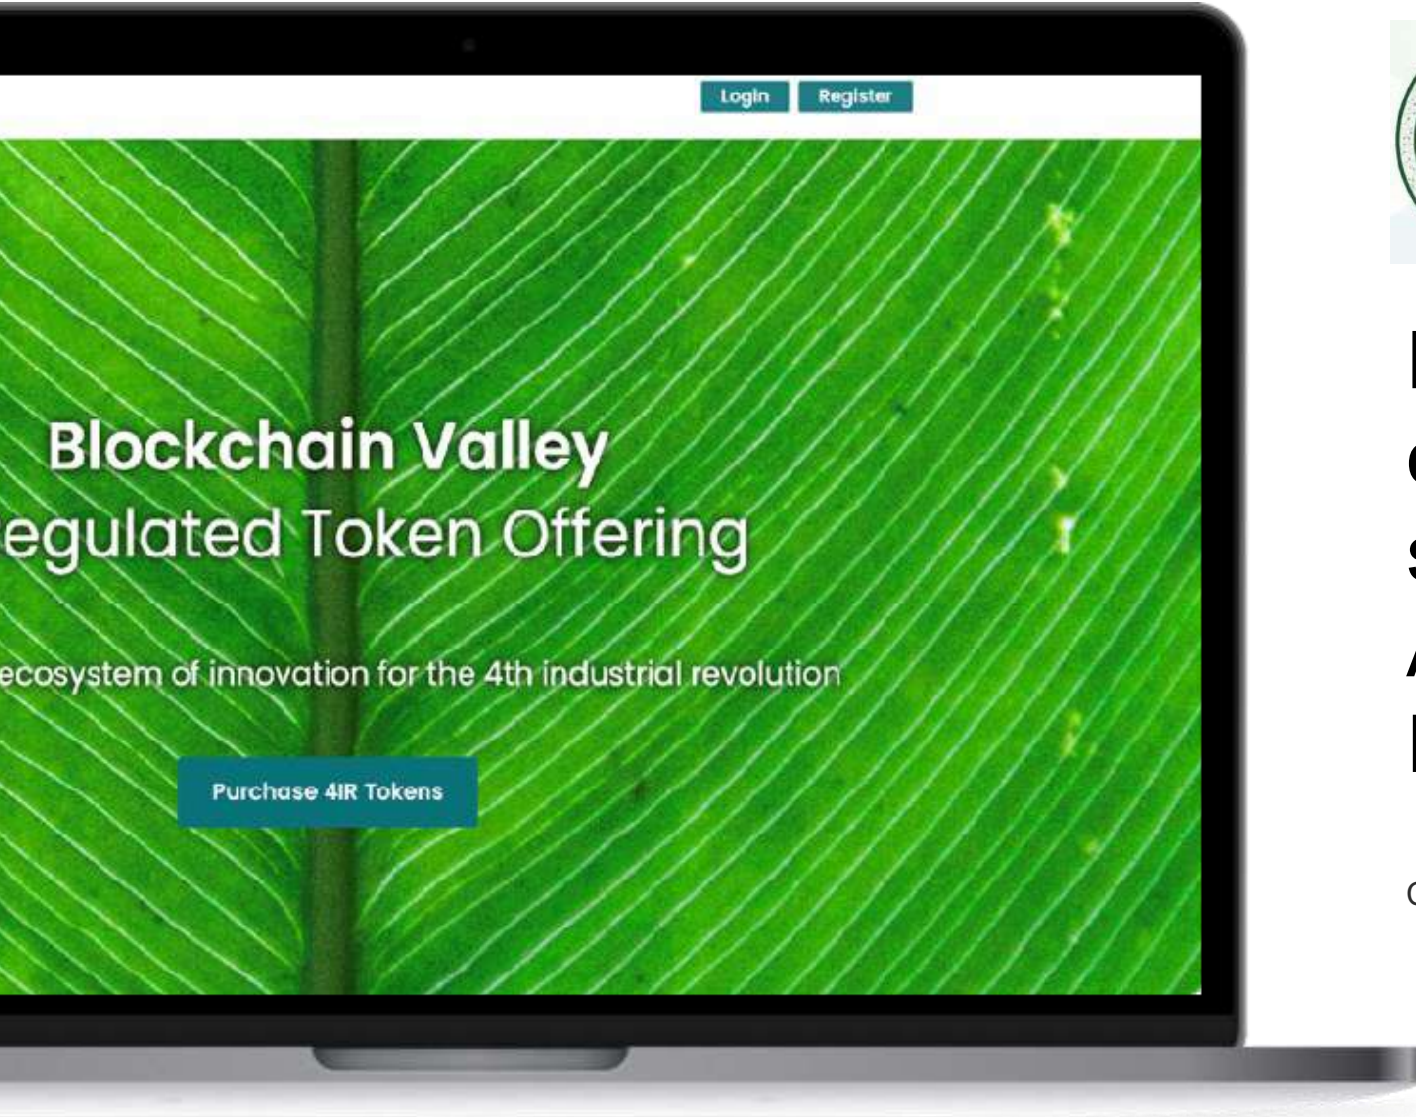 Login Register
Blockchain Valley
egulated Token Offering
ecosystem of innovation for the 4th industrial revolution
Purchase 4IR Tokens